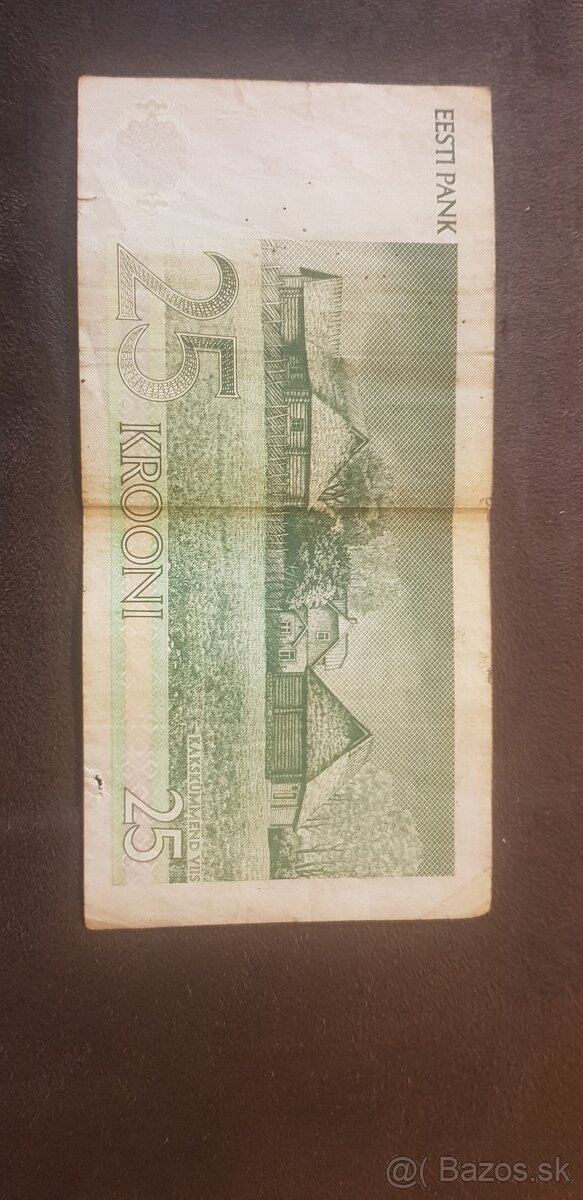 EESTI PANK
KAKSKÜMMEND VIIS
25 KROONI 25
@( Bazos.sk